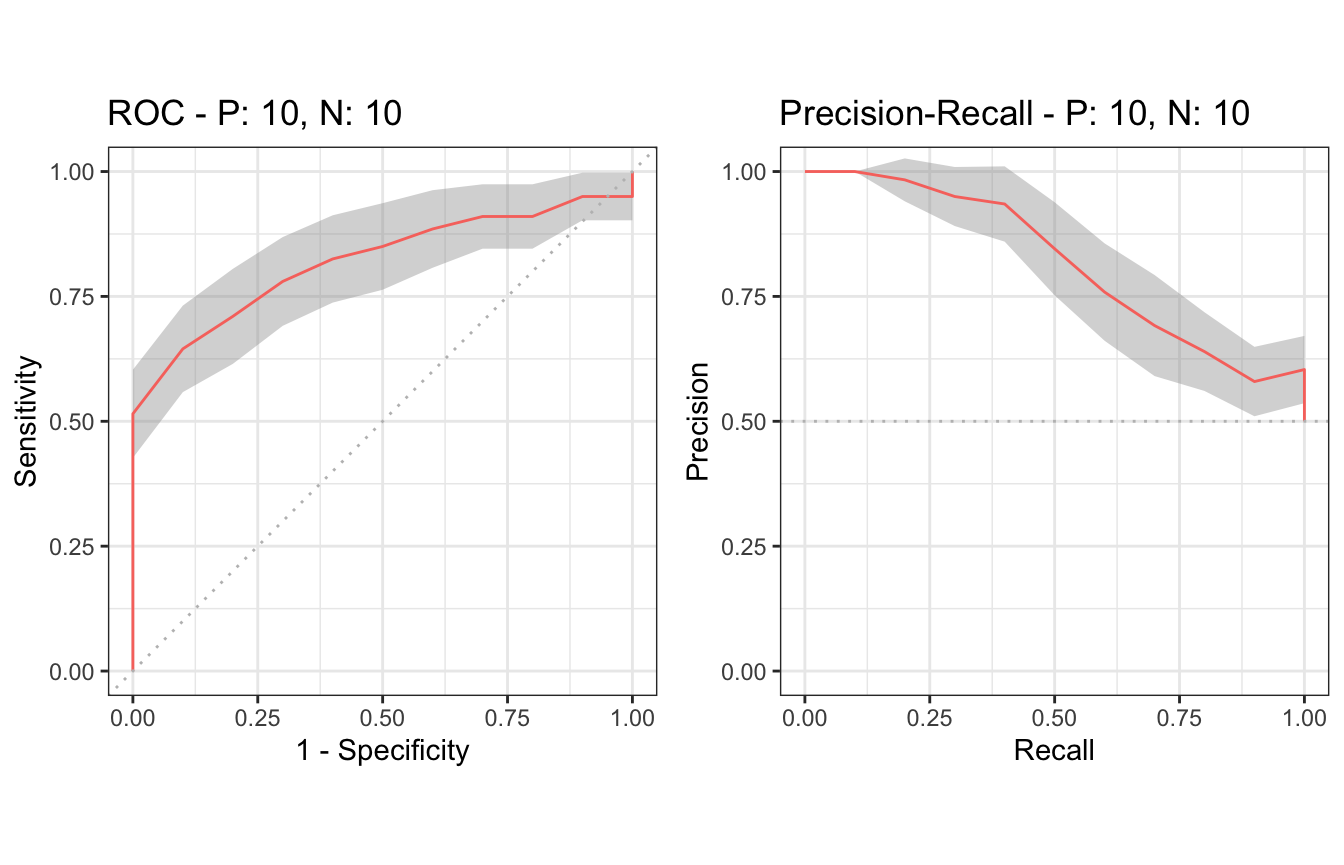 ROC - P: 10, N: 10
1.00
0.75
0.50
0.25
0.00
Sensitivity
0.00 0.25 0.50 0.75 1.00
1 - Specificity
Precision-Recall - P: 10, N: 10
1.00
0.75
0.50
0.25
0.00
Precision
0.00 0.25 0.50 0.75 1.00
Recall